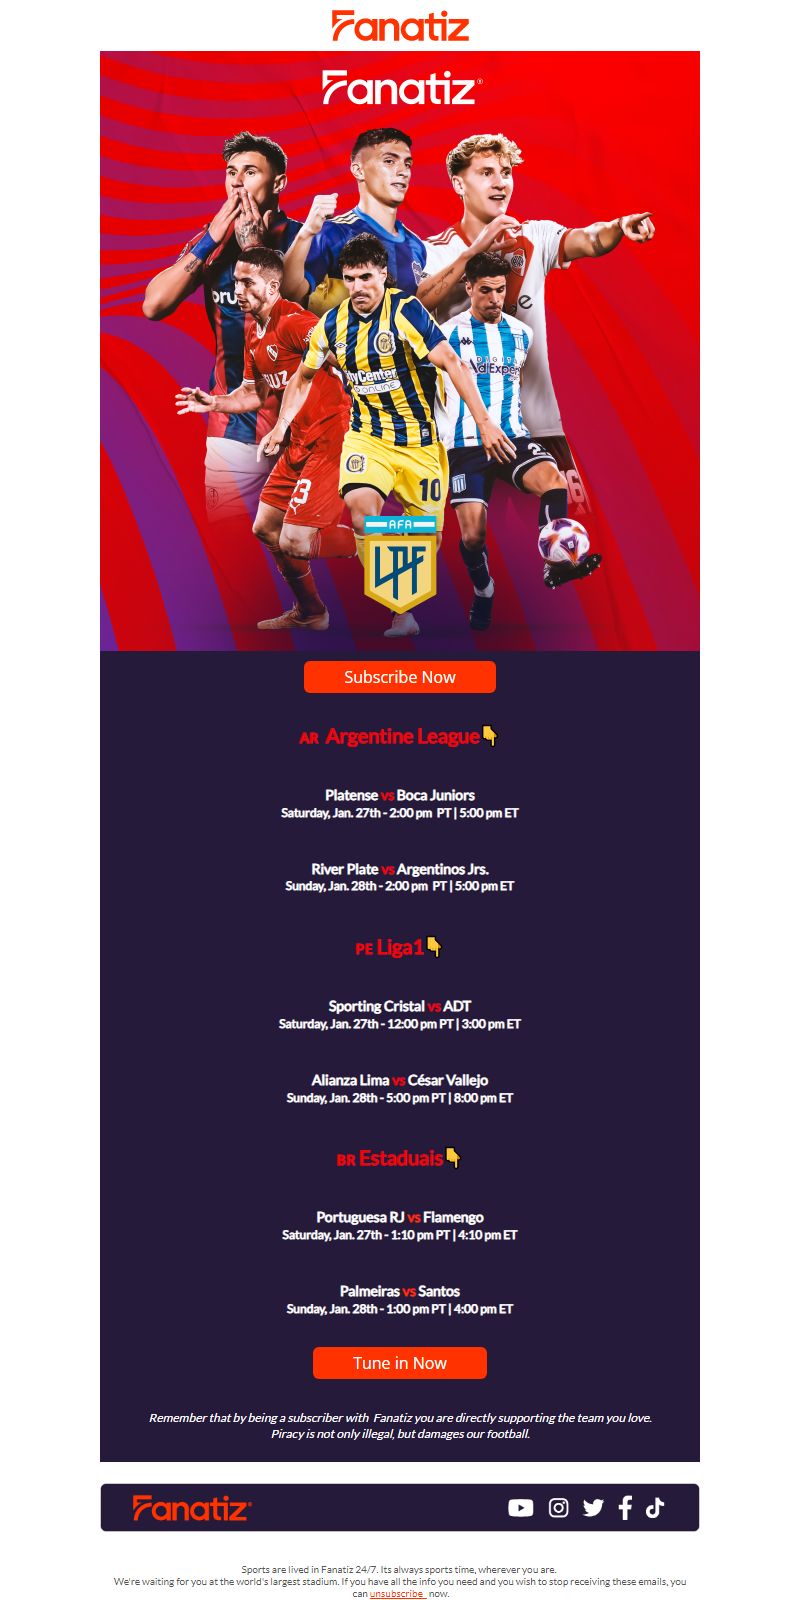 Fanatiz
Fanatiz®
bru
CityCenter
ONLINE
DIGITAL
AdExper
10
23
2
16
AFA
LPF
Subscribe Now
AR Argentine League👇
Platense vs Boca Juniors
Saturday, Jan. 27th - 2:00 pm PT | 5:00 pm ET
River Plate vs Argentinos Jrs.
Sunday, Jan. 28th - 2:00 pm PT | 5:00 pm ET
PE Liga1👇
Sporting Cristal vs ADT
Saturday, Jan. 27th - 12:00 pm PT | 3:00 pm ET
Alianza Lima vs César Vallejo
Sunday, Jan. 28th - 5:00 pm PT | 8:00 pm ET
BR Estaduais👇
Portuguesa RJ vs Flamengo
Saturday, Jan. 27th - 1:10 pm PT | 4:10 pm ET
Palmeiras vs Santos
Sunday, Jan. 28th - 1:00 pm PT | 4:00 pm ET
Tune in Now
Remember that by being a subscriber with Fanatiz you are directly supporting the team you love.
Piracy is not only illegal, but damages our football.
Fanatiz
Sports are lived in Fanatiz 24/7. Its always sports time, wherever you are.
We're waiting for you at the world's largest stadium. If you have all the info you need and you wish to stop receiving these emails, you
can unsubscribe now.